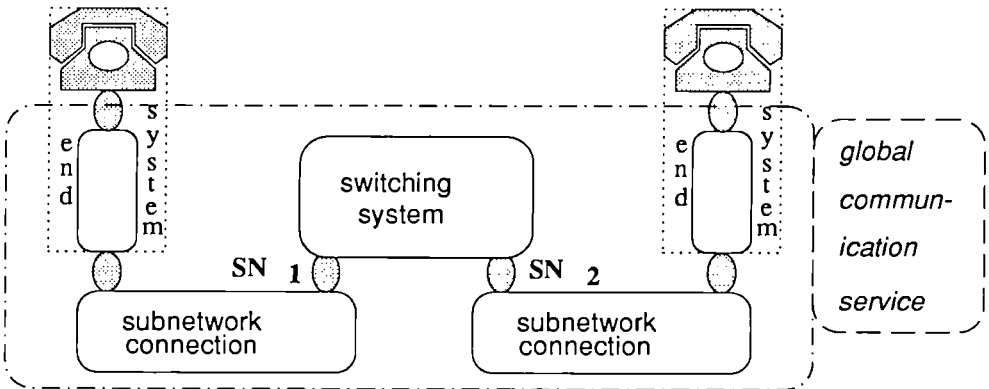 end
system
end
system
switching
system
SN 1
SN 2
subnetwork
connection
subnetwork
connection
global
commun-
ication
service